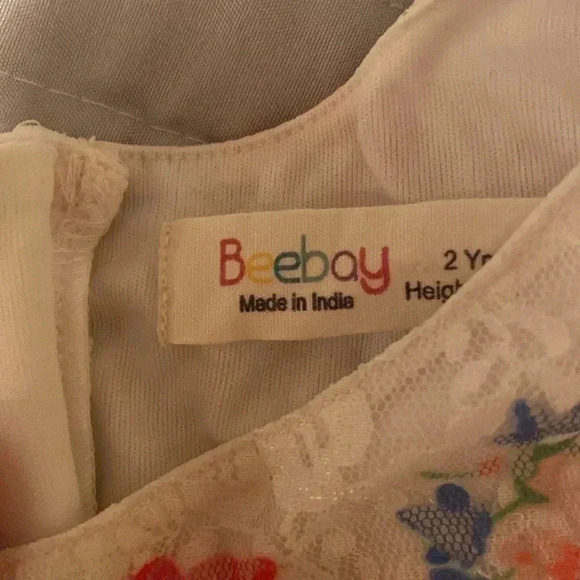 Beebay
Made in India
2 Yr
Heigh